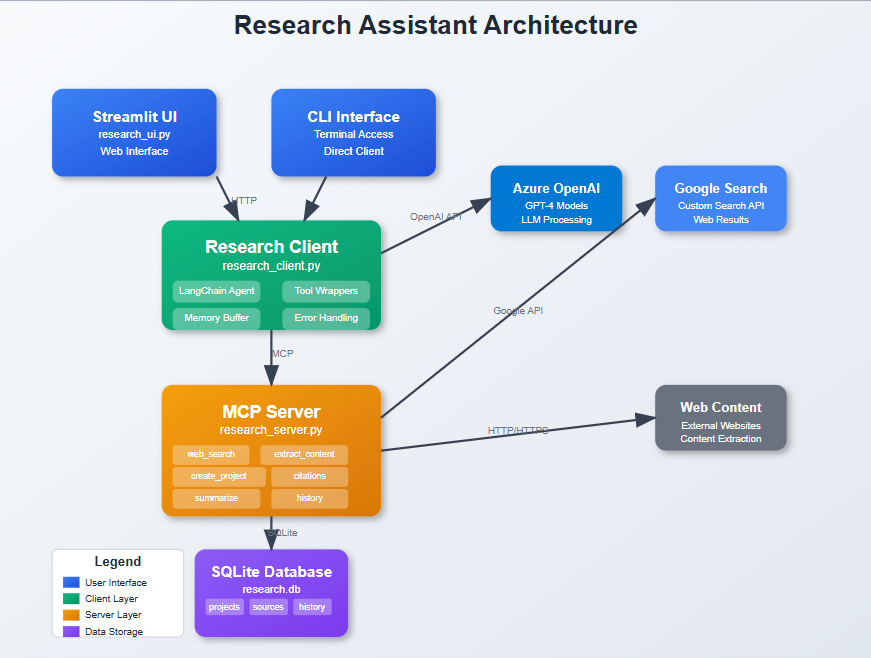 Research Assistant Architecture
Streamlit UI
research_ui.py
Web Interface
CLI Interface
Terminal Access
Direct Client
HTTP
Azure OpenAI
GPT-4 Models
LLM Processing
Google Search
Custom Search API
Web Results
OpenAI API
Research Client
research_client.py
LangChain Agent
Tool Wrappers
Memory Buffer
Error Handling
Google API
MCP
MCP Server
research_server.py
web_search
extract_content
create_project
citations
summarize
history
HTTP/HTTPS
Web Content
External Websites
Content Extraction
SQLite
SQLite Database
research.db
projects
sources
history
Legend
User Interface
Client Layer
Server Layer
Data Storage